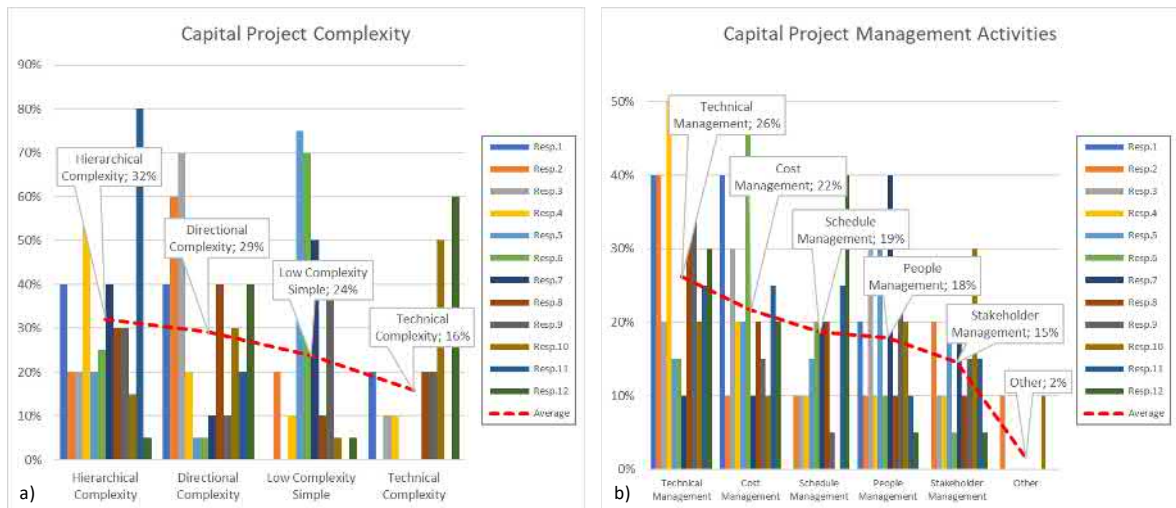 Capital Project Complexity
90%
80%
70%
60%
50%
40%
30%
20%
10%
0%
Hierarchical
Complexity; 32%
Directional
Complexity; 29%
Low Complexity
Simple; 24%
Technical
Complexity; 16%
Hierarchical
Complexity
Directional
Complexity
Low Complexity
Simple
Technical
Complexity
Resp.1
Resp.2
Resp.3
Resp.4
Resp.5
Resp.6
Resp.7
Resp.8
Resp.9
Resp.10
Resp.11
Resp.12
Average
a)
Capital Project Management Activities
50%
40%
30%
20%
10%
0%
Technical
Management; 26%
Cost
Management; 22%
Schedule
Management; 19%
People
Management; 18%
Stakeholder
Management; 15%
Other; 2%
Technical
Management
Cost
Management
Schedule
Management
People
Management
Stakeholder
Management
Other
Resp.1
Resp.2
Resp.3
Resp.4
Resp.5
Resp.6
Resp.7
Resp.8
Resp.9
Resp.10
Resp.11
Resp.12
Average
b)